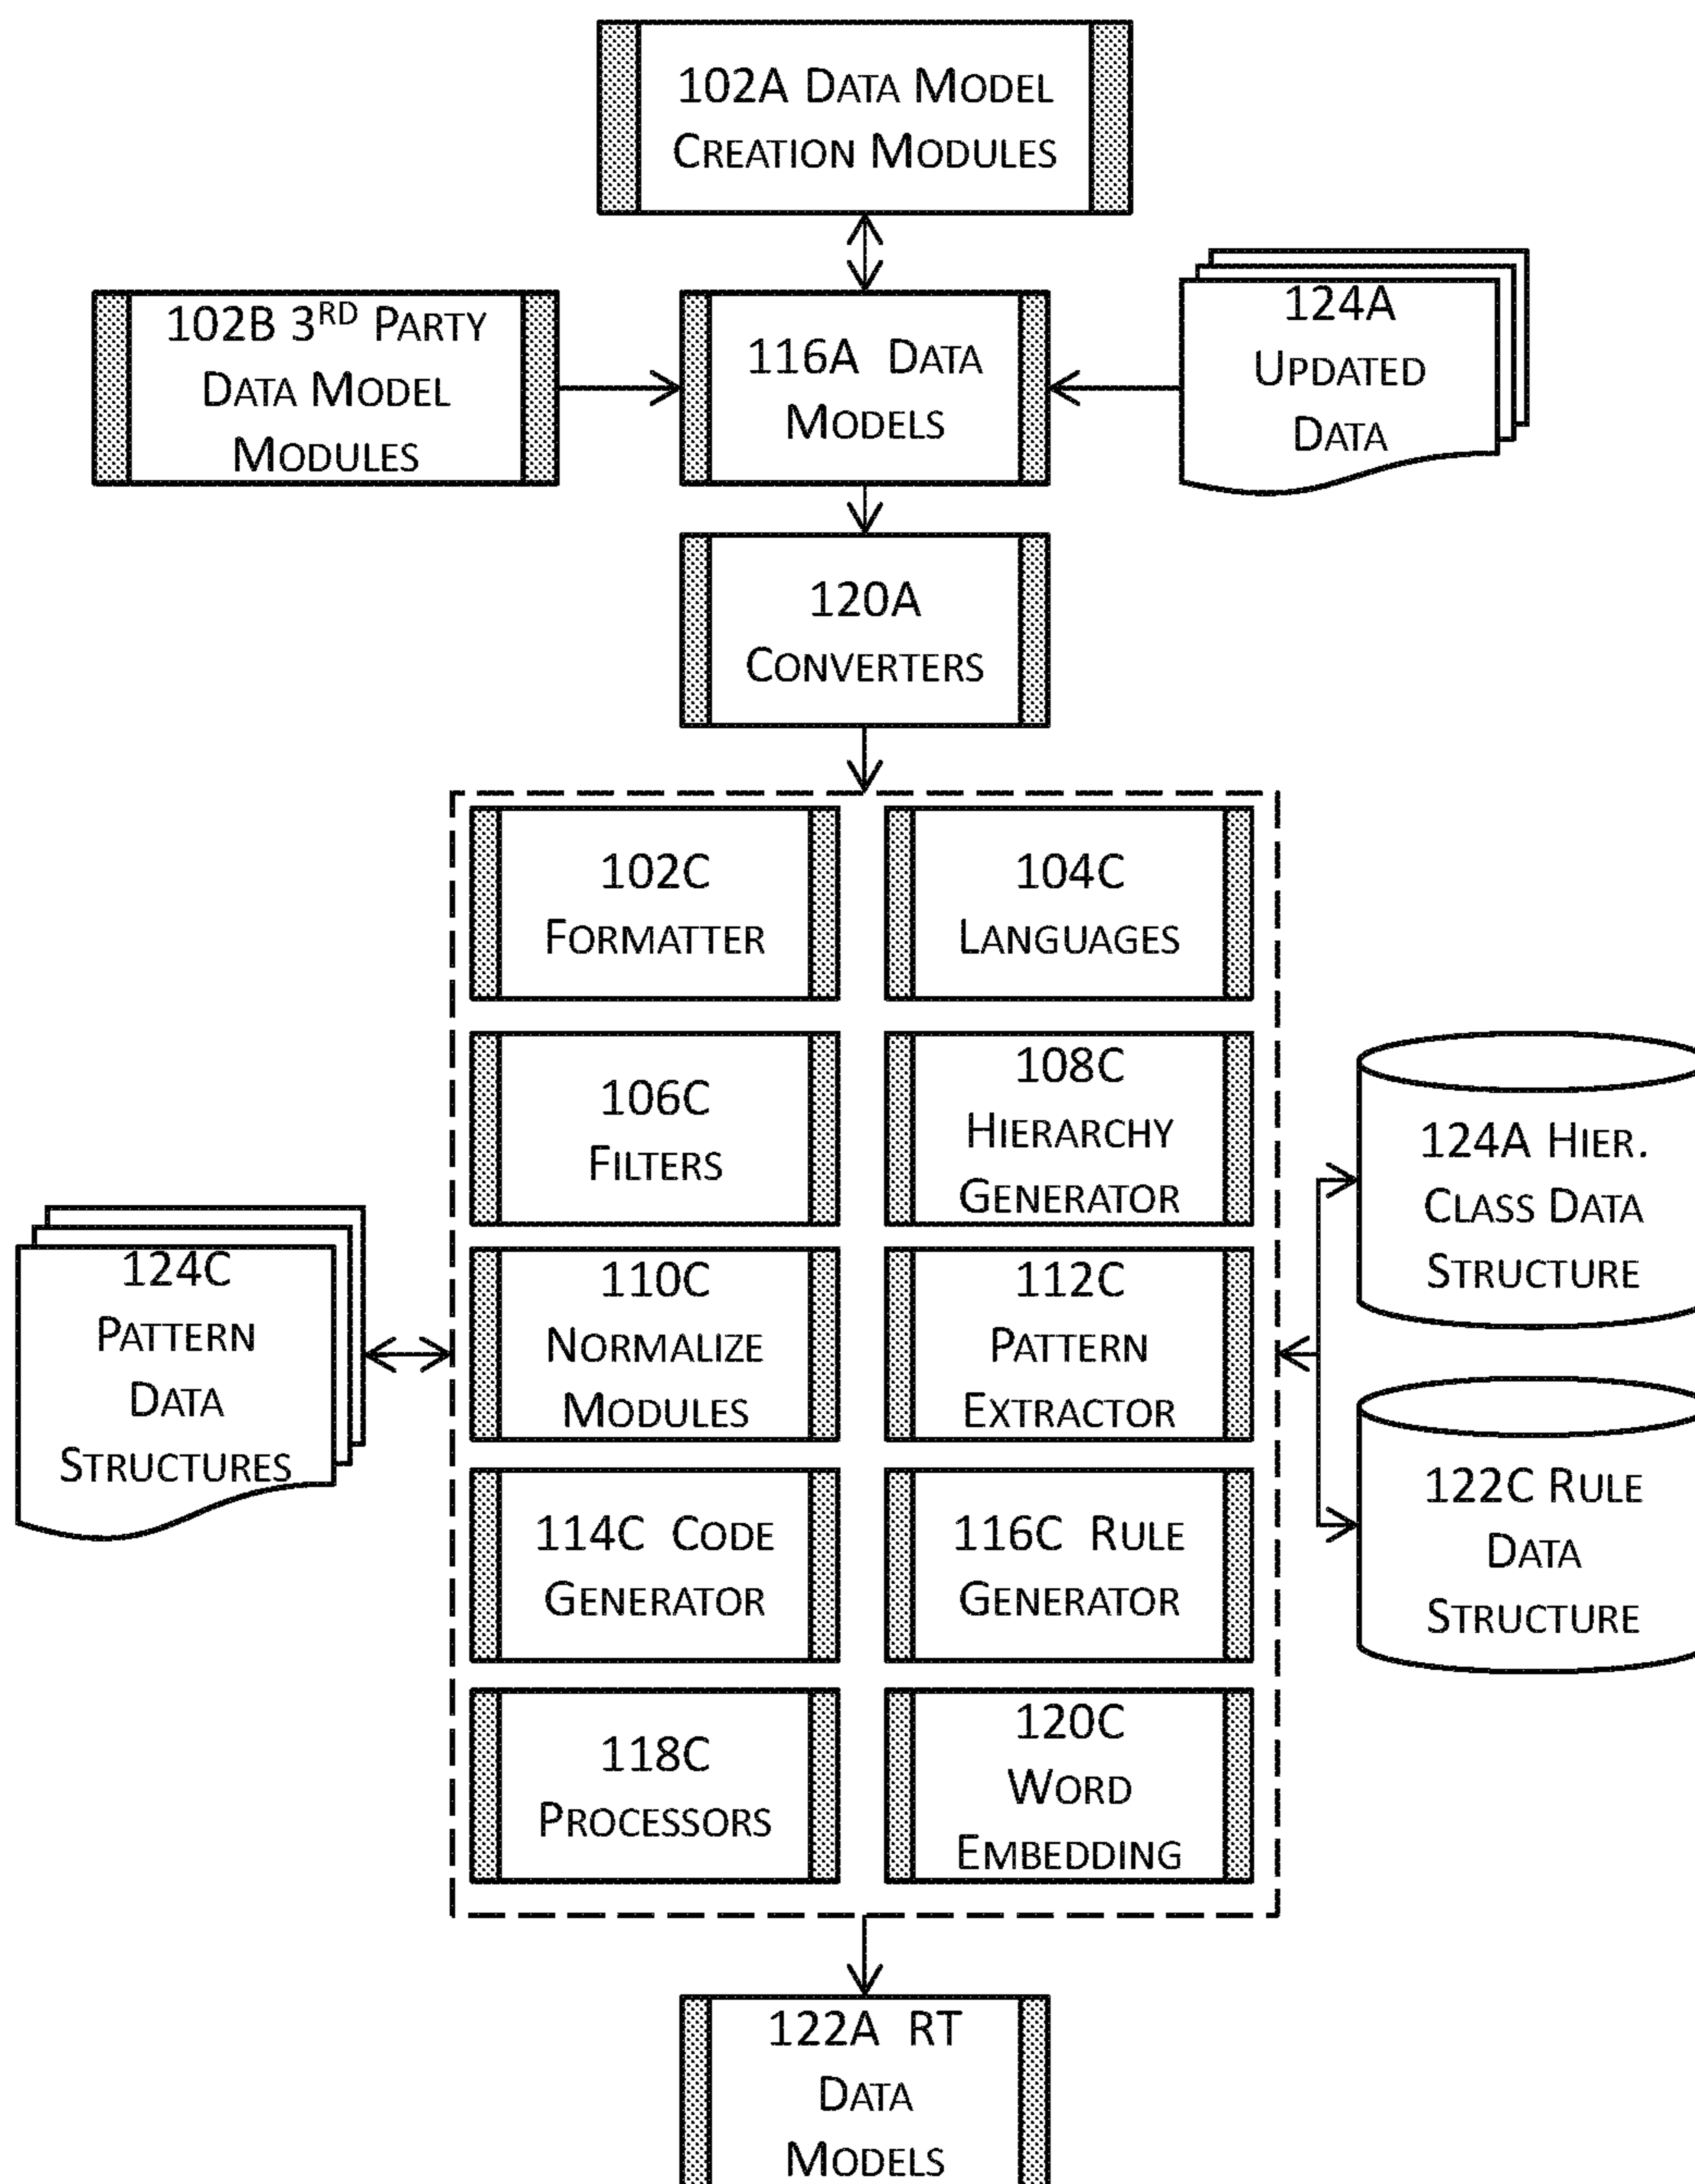 102A DATA MODEL
CREATION MODULES
102B 3RD PARTY
DATA MODEL
MODULES
116A DATA
MODELS
124A
UPDATED
DATA
120A
CONVERTERS
102C
FORMATTER
104C
LANGUAGES
106C
FILTERS
108C
HIERARCHY
GENERATOR
110C
NORMALIZE
MODULES
112C
PATTERN
EXTRACTOR
114C CODE
GENERATOR
116C RULE
GENERATOR
118C
PROCESSORS
120C
WORD
EMBEDDING
124C
PATTERN
DATA
STRUCTURES
124A HIER.
CLASS DATA
STRUCTURE
122C RULE
DATA
STRUCTURE
122A RT
DATA
MODELS